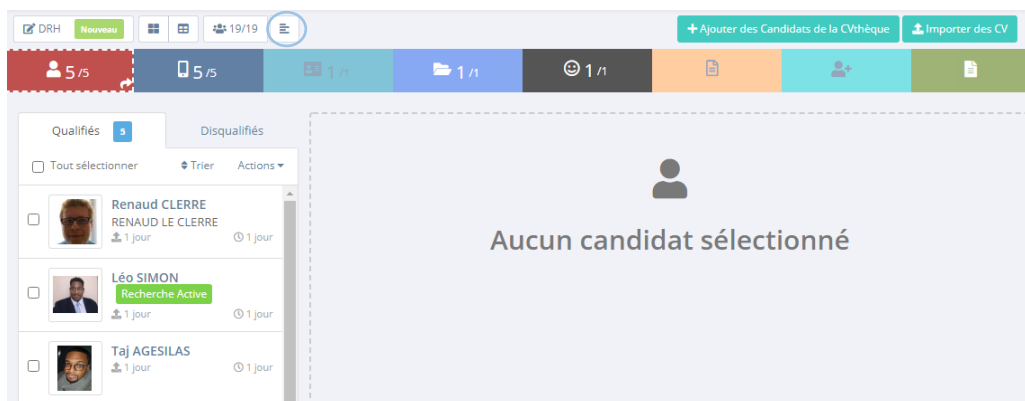 DRH Nouveau 19/19 + Ajouter des Candidats de la CVthèque Importer des CV
5 /5 5 /5 1 /1 1 /1 1 /1
Qualifiés 5 Disqualifiés
Tout sélectionner Trier Actions
Renaud CLERRE
RENAUD LE CLERRE
1 jour 1 jour
Léo SIMON
Recherche Active
1 jour 1 jour
Taj AGESILAS
1 jour 1 jour
Aucun candidat sélectionné